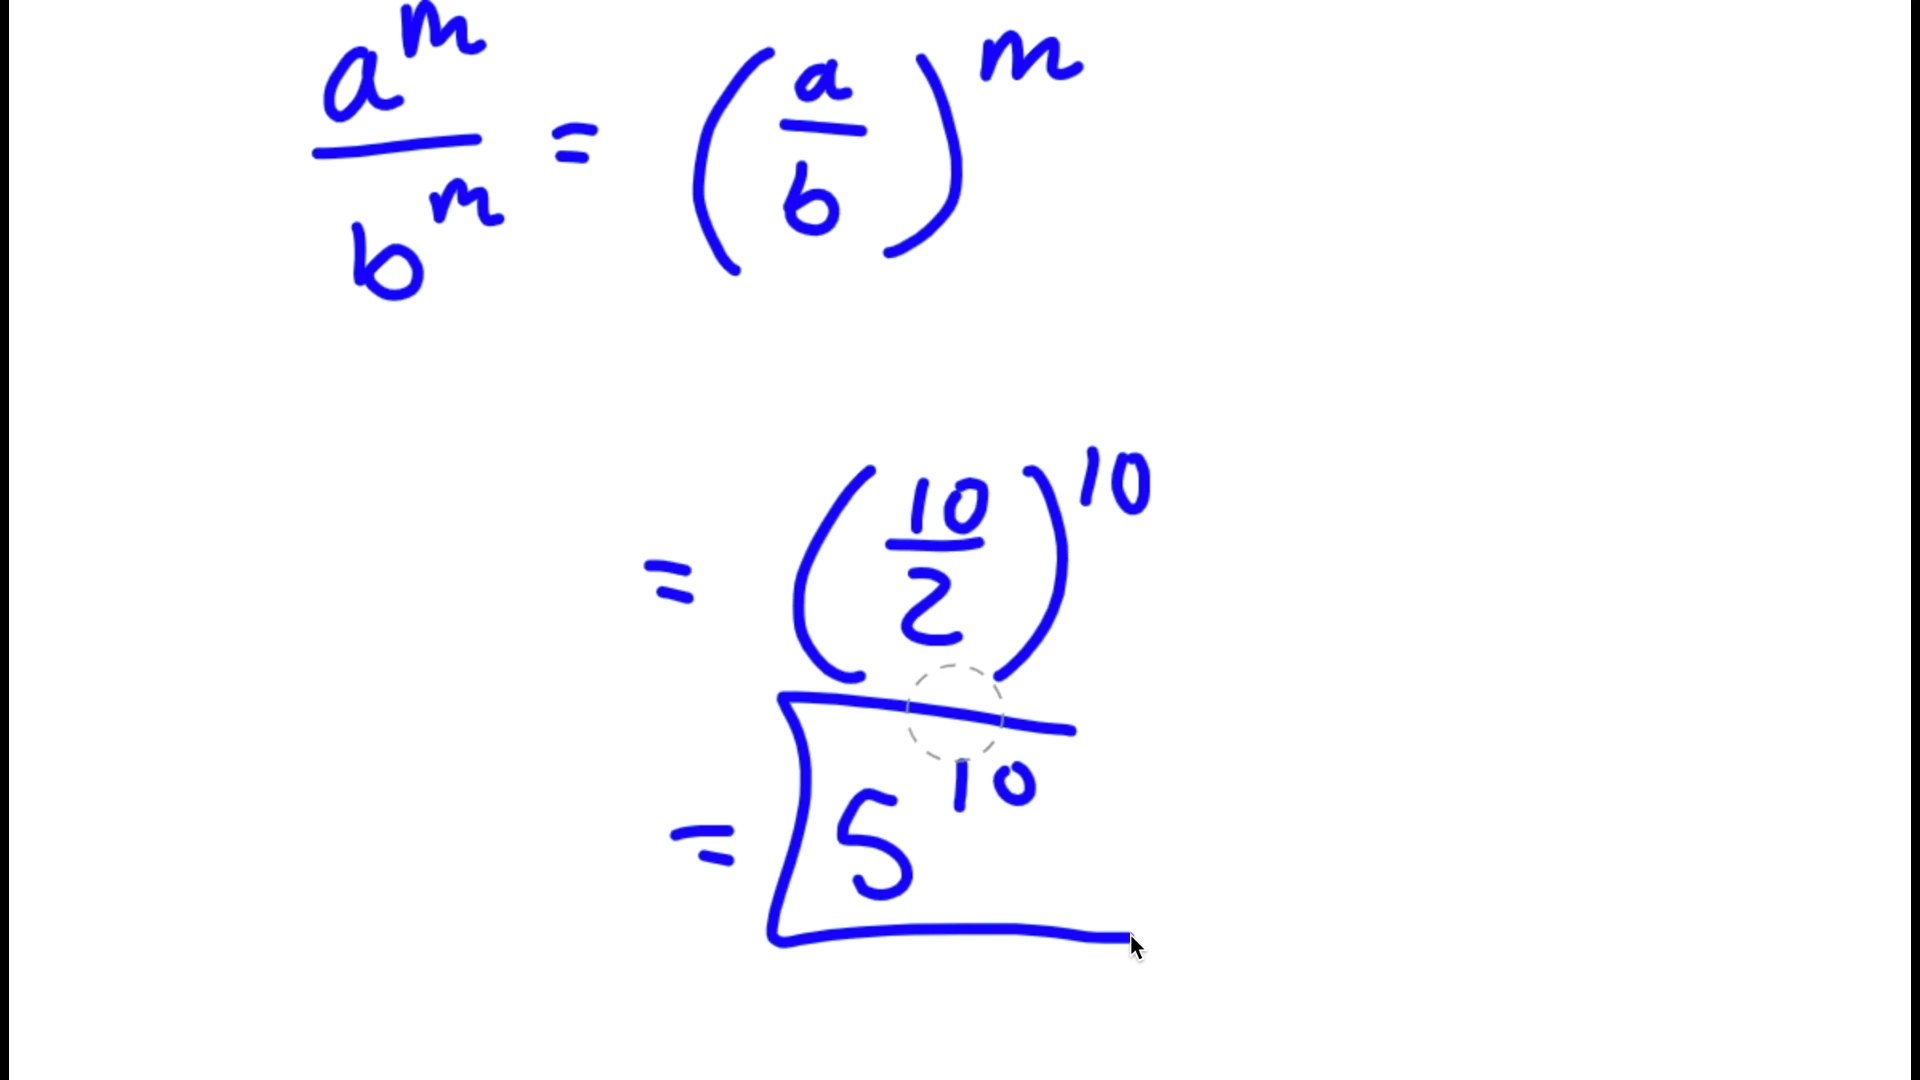 a^m / b^m = (a / b)^m
= (10 / 2)^10
= 5^10